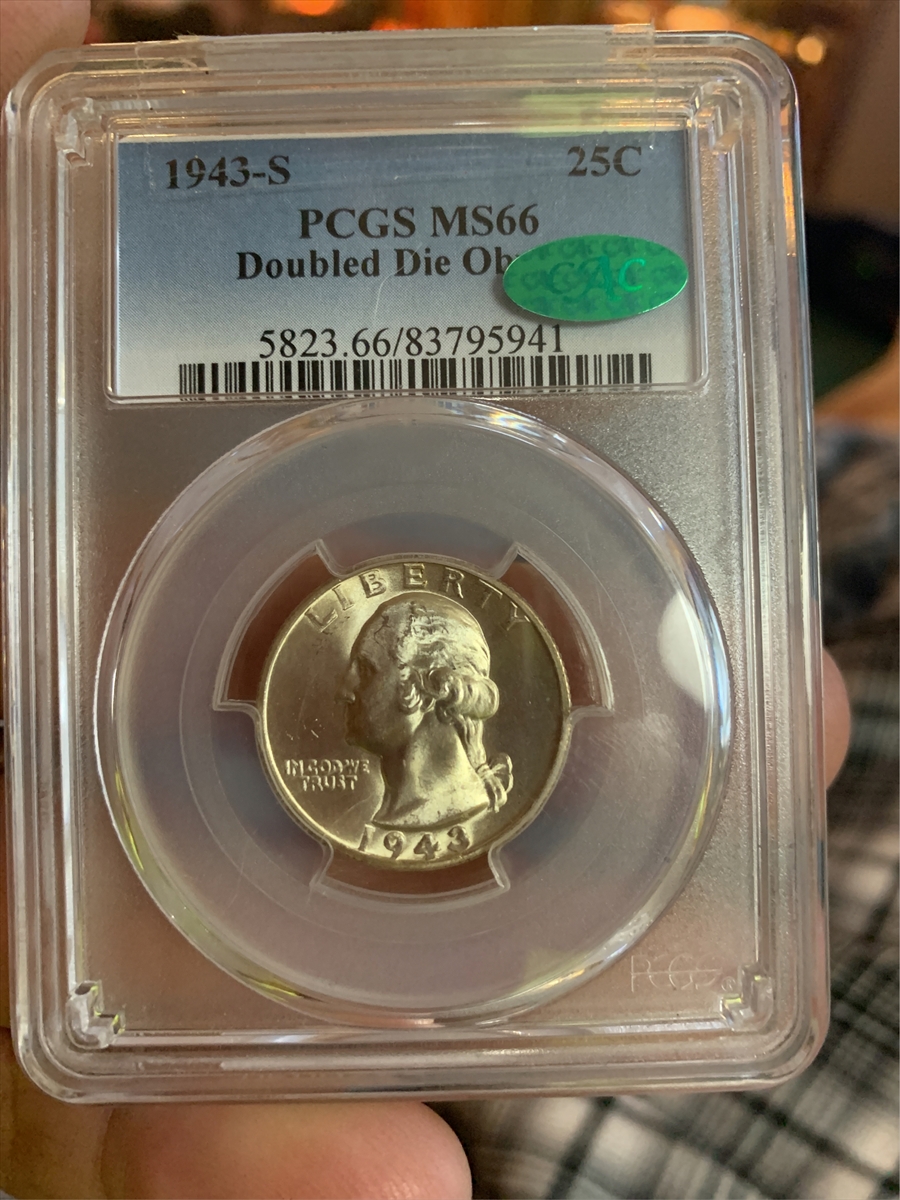 1943-S 25C
PCGS MS66
Doubled Die Ob
CAC
5823.66/83795941
LIBERTY
IN GOD WE
TRUST
1943
PCGS